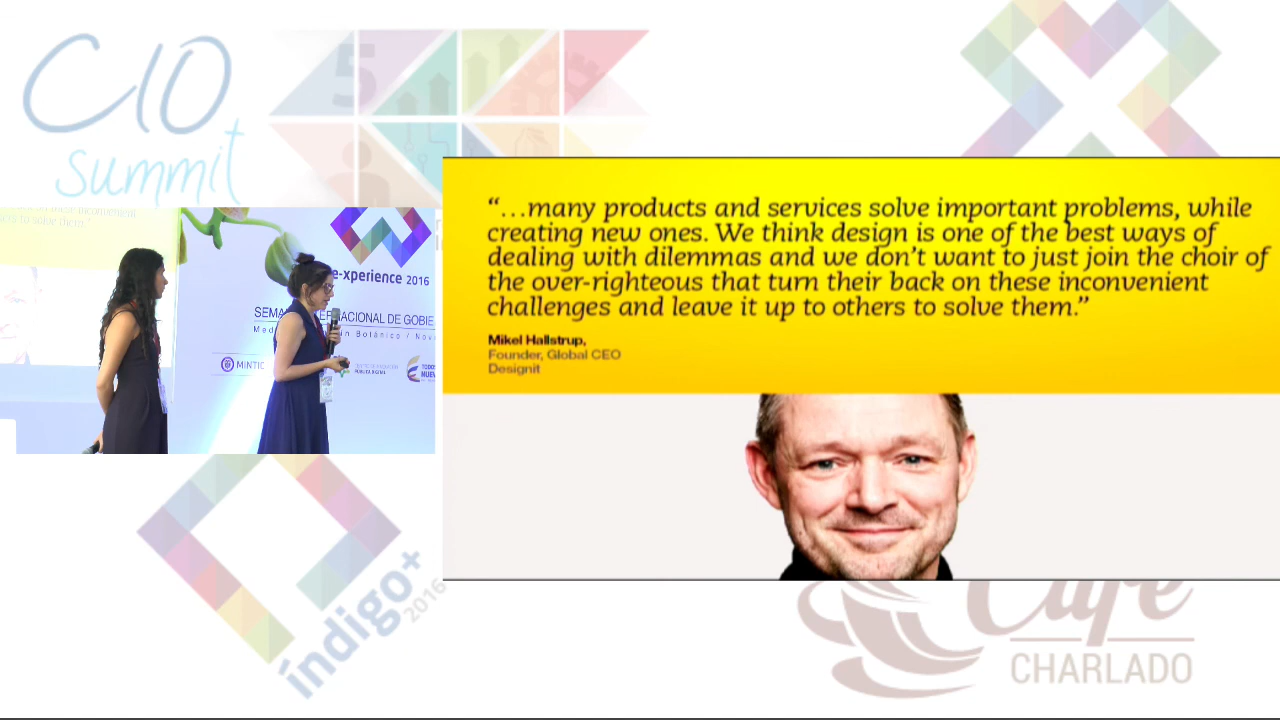 CIO
summit
5
“…many products and services solve important problems, while
creating new ones. We think design is one of the best ways of
dealing with dilemmas and we don’t want to just join the choir of
the over-righteous that turn their back on these inconvenient
challenges and leave it up to others to solve them.”
Mikel Hallstrup,
Founder, Global CEO
Designit
e-xperience 2016
MINTIC
índigo+
2016
Café
CHARLADO